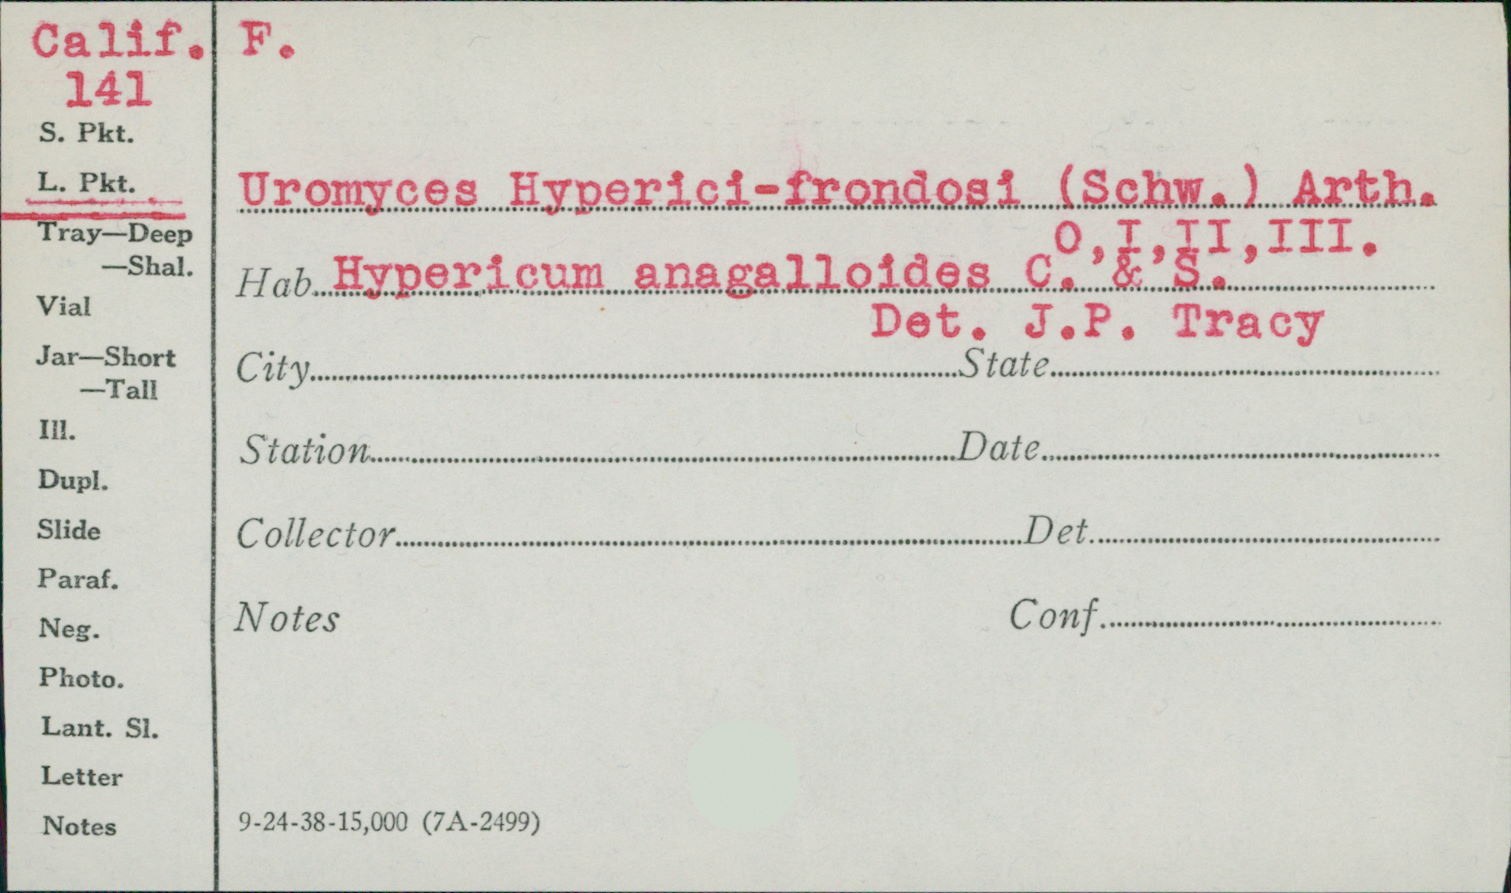 Calif. F.
141
S. Pkt.
L. Pkt.
Uromyces Hyperici-frondosi (Schw.) Arth.
O,I,II,III.
Tray—Deep
—Shal.
Hab. Hypericum anagalloides C. & S.
Det. J.P. Tracy
Vial
Jar—Short
—Tall
City State
Ill.
Station Date
Dupl.
Slide
Collector Det.
Paraf.
Neg.
Notes Conf.
Photo.
Lant. Sl.
Letter
Notes
9-24-38-15,000 (7A-2499)